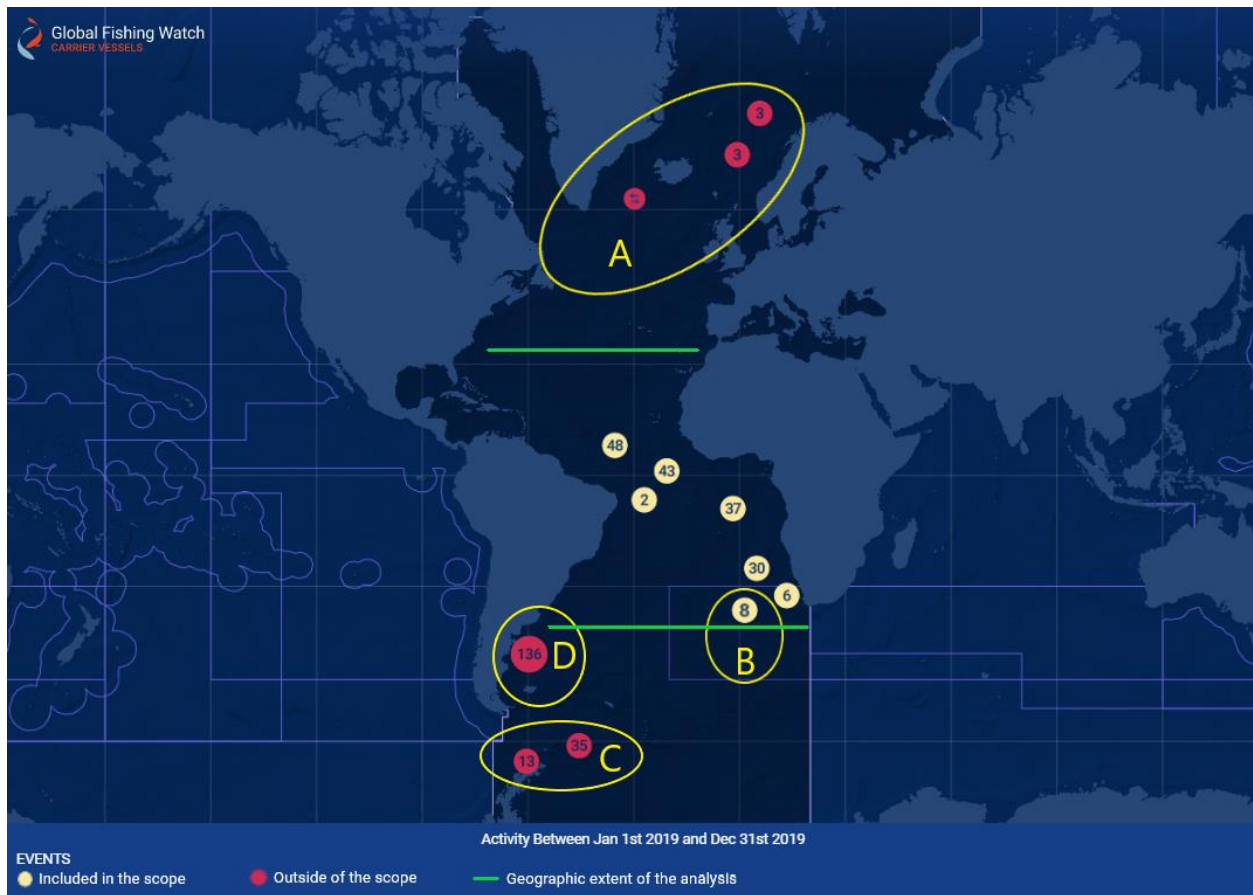 Global Fishing Watch
CARRIER VESSELS
3
3
A
48
43
2
37
30
6
8
136
D
B
35
13
C
Activity Between Jan 1st 2019 and Dec 31st 2019
EVENTS
Included in the scope
Outside of the scope
Geographic extent of the analysis